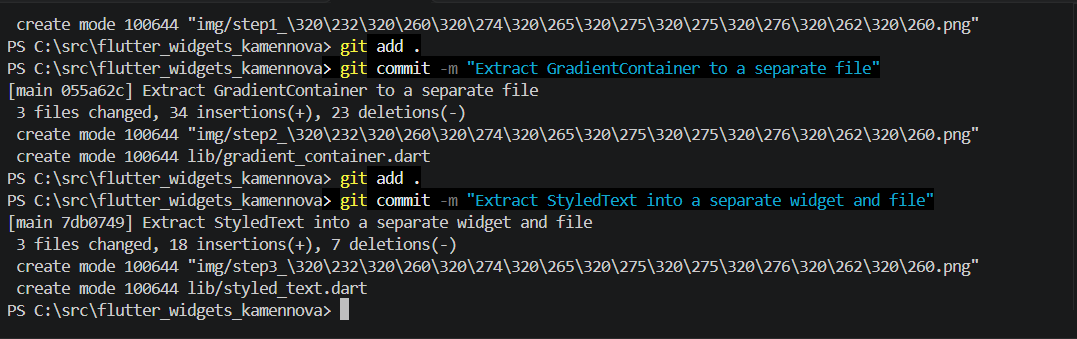 create mode 100644 "img/step1_\320\232\320\260\320\274\320\265\320\275\320\275\320\276\320\262\320\260.png"
PS C:\src\flutter_widgets_kamennova> git add .
PS C:\src\flutter_widgets_kamennova> git commit -m "Extract GradientContainer to a separate file"
[main 055a62c] Extract GradientContainer to a separate file
3 files changed, 34 insertions(+), 23 deletions(-)
create mode 100644 "img/step2_\320\232\320\260\320\274\320\265\320\275\320\275\320\276\320\262\320\260.png"
create mode 100644 lib/gradient_container.dart
PS C:\src\flutter_widgets_kamennova> git add .
PS C:\src\flutter_widgets_kamennova> git commit -m "Extract StyledText into a separate widget and file"
[main 7db0749] Extract StyledText into a separate widget and file
3 files changed, 18 insertions(+), 7 deletions(-)
create mode 100644 "img/step3_\320\232\320\260\320\274\320\265\320\275\320\275\320\276\320\262\320\260.png"
create mode 100644 lib/styled_text.dart
PS C:\src\flutter_widgets_kamennova>